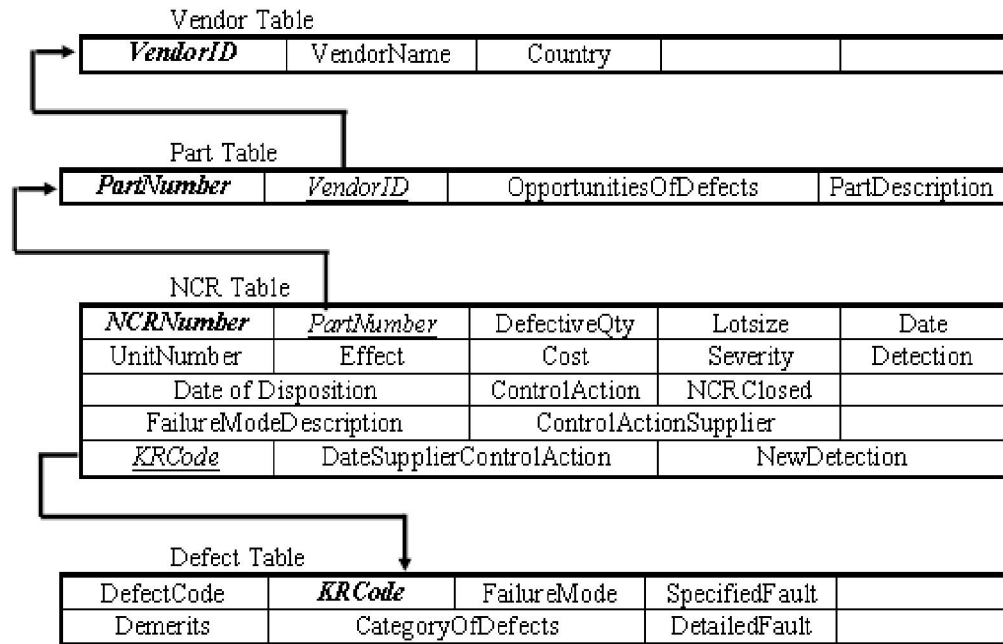 Vendor Table
VendorID VendorName Country
Part Table
PartNumber VendorID OpportunitiesOfDefects PartDescription
NCR Table
NCRNumber PartNumber DefectiveQty Lotsize Date
UnitNumber Effect Cost Severity Detection
Date of Disposition ControlAction NCRClosed
FailureModeDescription ControlActionSupplier
KRCode DateSupplierControlAction NewDetection
Defect Table
DefectCode KRCode FailureMode SpecifiedFault
Demerits CategoryOfDefects DetailedFault